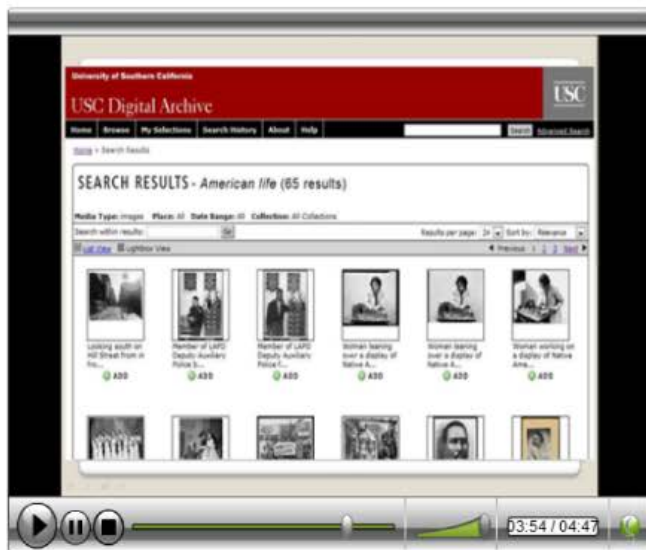 University of Southern California
USC Digital Archive
USC
Home Browse My Selections Search History About Help Search Advanced Search
Home > Search Results
SEARCH RESULTS - American life (65 results)
Media Type: Images Place: All Date Range: All Collection: All Collections
Search within results: Go Results per page: 24 Sort by: Relevance
List View Lightbox View Previous 1 2 3 Next
Looking south on Hill Street from in Fro...
ADD
Member of LAPD Deputy Auxiliary Police b...
ADD
Member of LAPD Deputy Auxiliary Police f...
ADD
Woman leaning over a display of Native A...
ADD
Woman leaning over a display of Native A...
ADD
Woman working on a display of Native Ame...
ADD
03:54 / 04:47